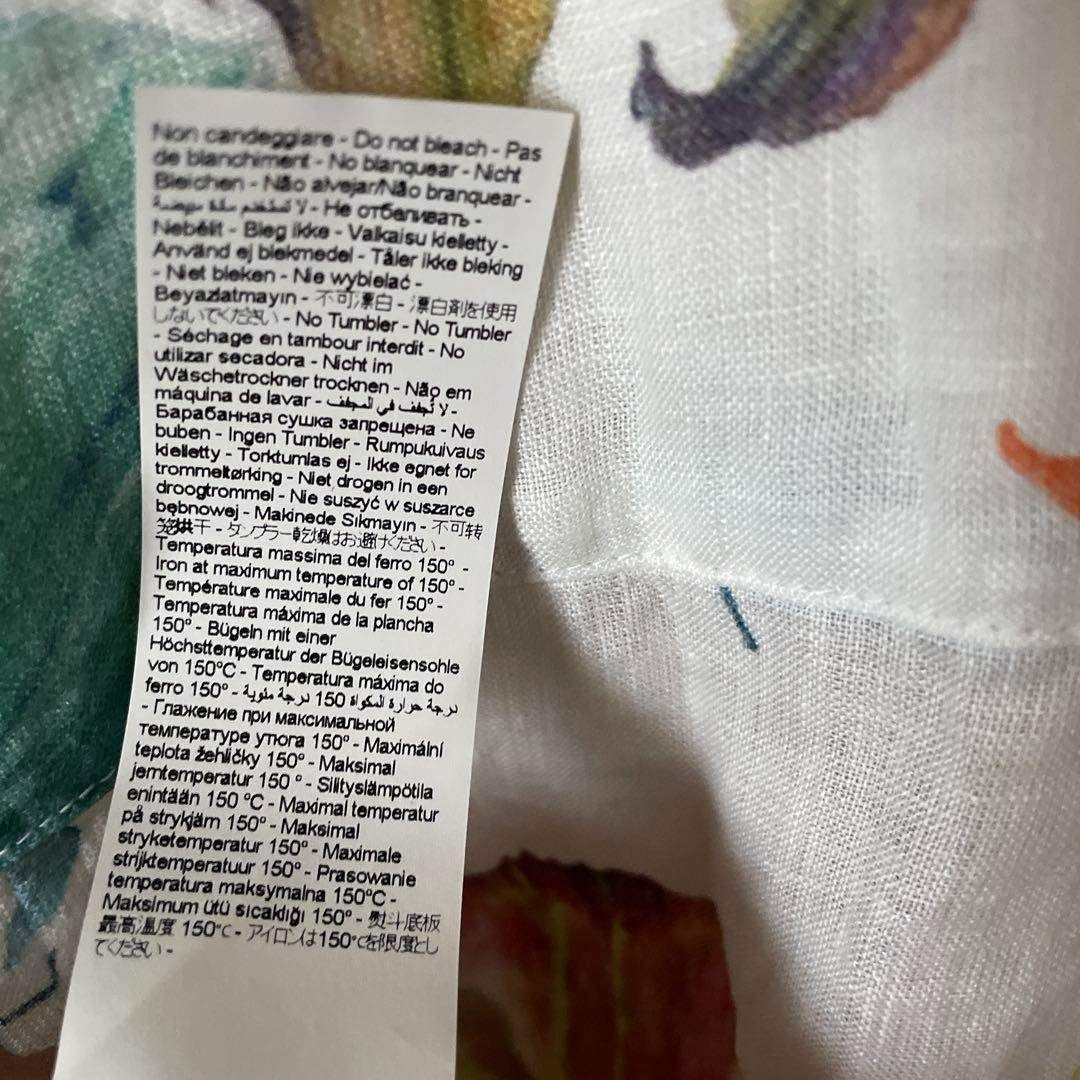 Non candeggiare - Do not bleach - Pas
de blanchiment - No blanquear - Nicht
Bleichen - Não alvejar/Não branquear -
لا تستخدم مادة مبيضة - Не отбеливать -
Nebělit - Bleg ikke - Valkaisu kielletty -
Använd ej blekmedel - Tåler ikke bleking
- Niet bleken - Nie wybielać -
Beyazlatmayın - 不可漂白 - 漂白剤を使用
しないでください - No Tumbler - No Tumbler
- Séchage en tambour interdit - No
utilizar secadora - Nicht im
Wäschetrockner trocknen - Não em
máquina de lavar - لا تجفف في المجفف -
Барабанная сушка запрещена - Ne
buben - Ingen Tumbler - Rumpukuivaus
kielletty - Torktumlas ej - Ikke egnet for
trommeltørking - Niet drogen in een
droogtrommel - Nie suszyć w suszarce
bębnowej - Makinede Sıkmayın - 不可转
笼烘干 - タンブラー乾燥はお避けください -
Temperatura massima del ferro 150° -
Iron at maximum temperature of 150° -
Température maximale du fer 150° -
Temperatura máxima de la plancha
150° - Bügeln mit einer
Höchsttemperatur der Bügeleisensohle
von 150°C - Temperatura máxima do
ferro 150° - درجة حرارة المكواة 150 درجة مئوية
- Глажение при максимальной
температуре утюга 150° - Maximální
teplota žehličky 150° - Maksimal
jerntemperatur 150 ° - Silityslämpötila
enintään 150 °C - Maximal temperatur
på strykjärn 150° - Maksimal
stryketemperatur 150° - Maximale
strijktemperatuur 150° - Prasowanie
temperatura maksymalna 150°C -
Maksimum ütü sıcaklığı 150° - 熨斗底板
最高温度 150°C - アイロンは150℃を限度とし
てください -